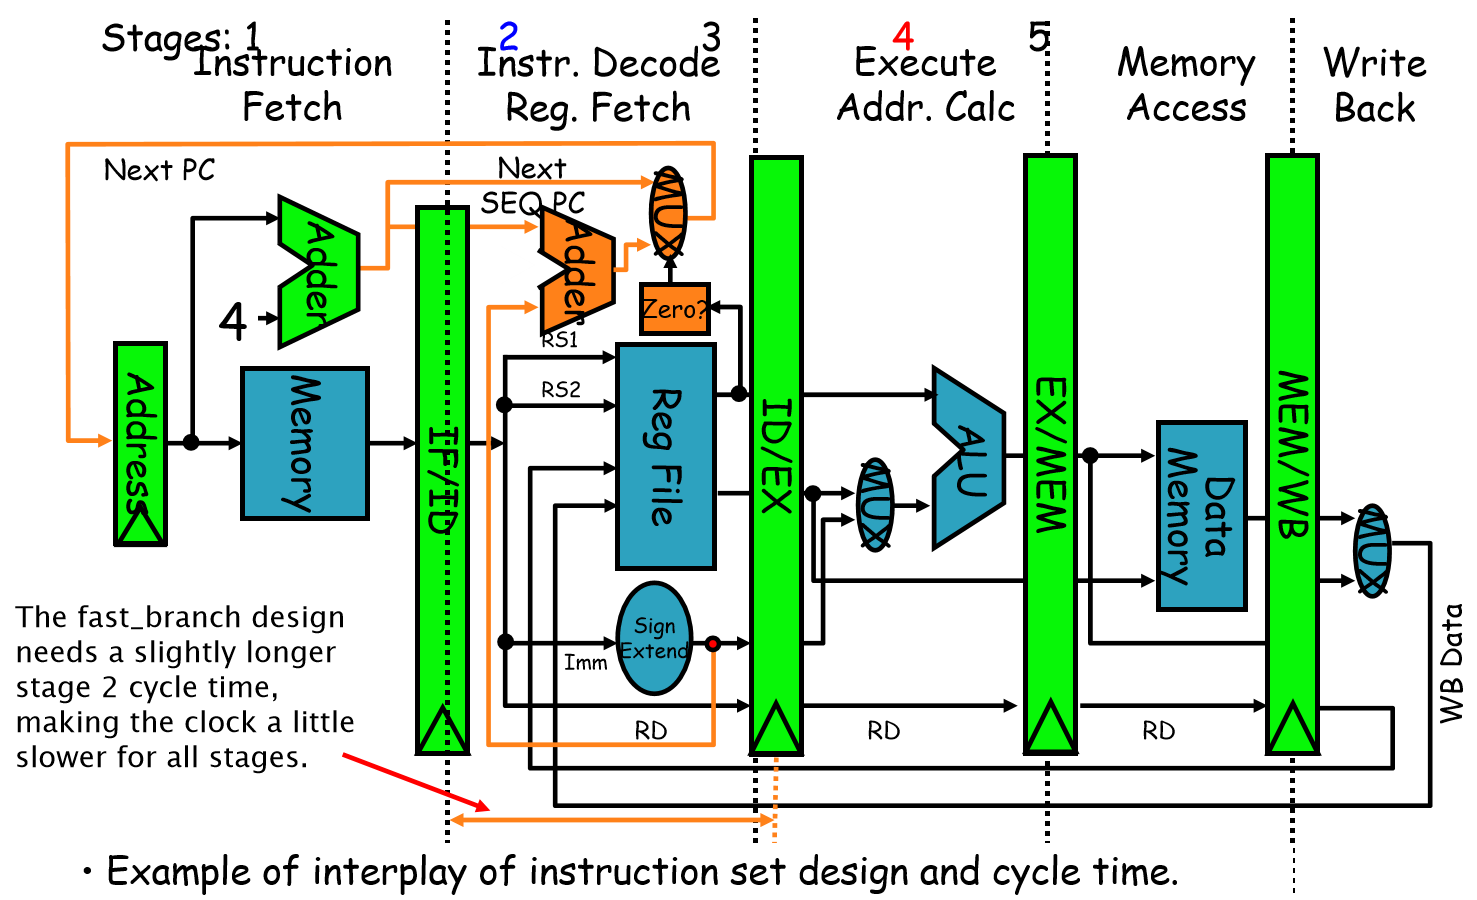 Stages: 1 2 3 4 5
Instruction Fetch
Instr. Decode Reg. Fetch
Execute Addr. Calc
Memory Access
Write Back
Next PC
Next SEQ PC
MUX
Adder
Adder
4
Zero?
RS1
RS2
Address
Memory
IF/ID
Reg File
ID/EX
MUX
ALU
EX/MEM
Data Memory
MEM/WB
MUX
Sign Extend
Imm
RD
RD
RD
WB Data
The fast_branch design
needs a slightly longer
stage 2 cycle time,
making the clock a little
slower for all stages.
• Example of interplay of instruction set design and cycle time.